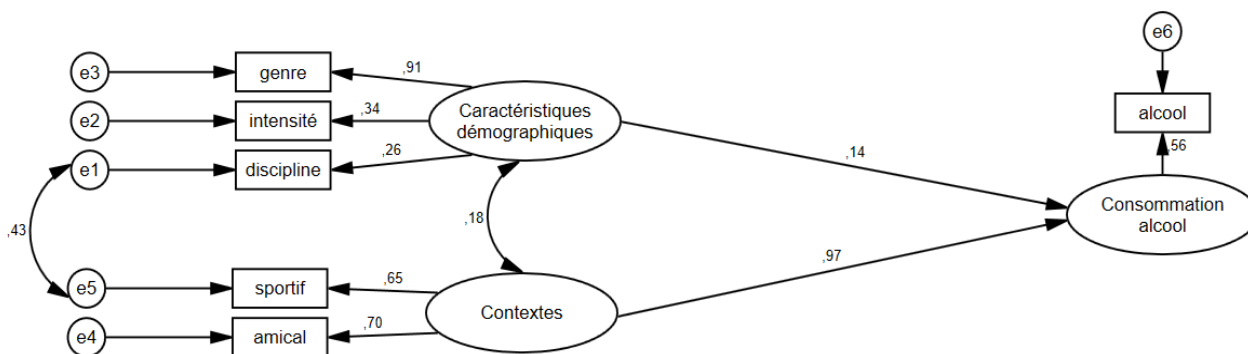 e6
e3
genre
,91
Caractéristiques
démographiques
e2
intensité
,34
alcool
e1
discipline
,26
,14
,56
,43
,18
Consommation
alcool
,97
e5
sportif
,65
Contextes
e4
amical
,70